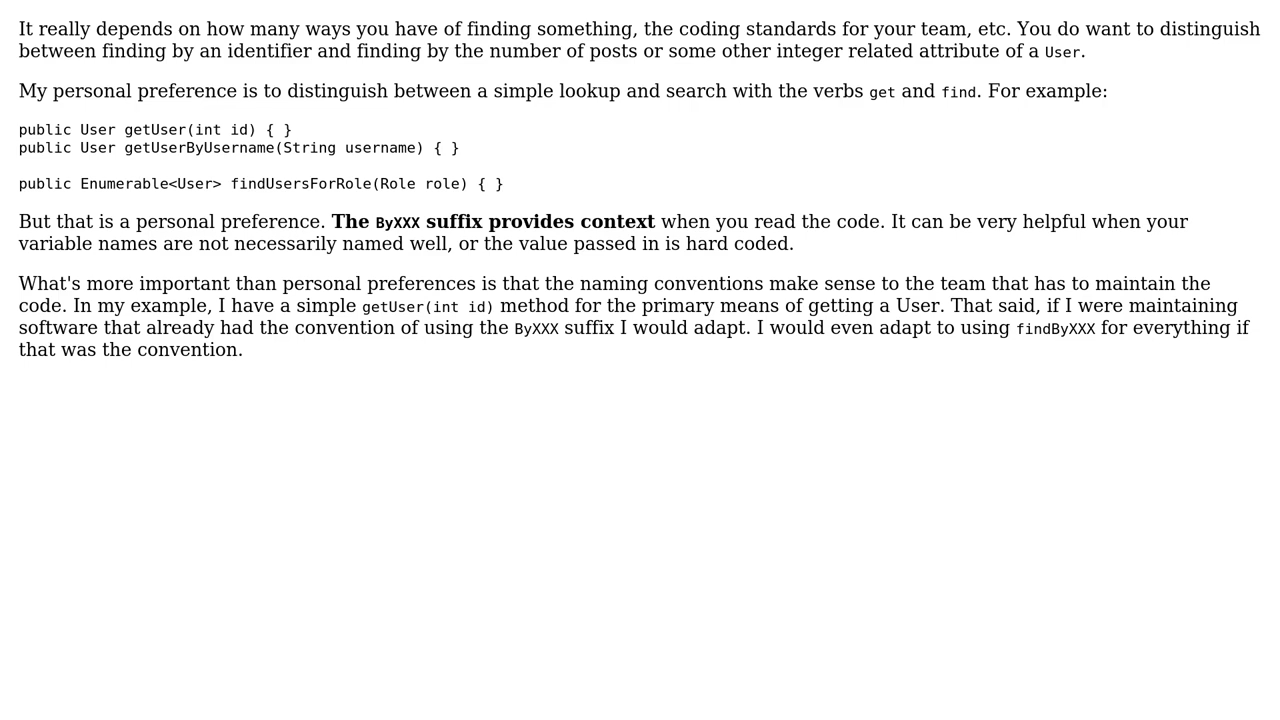 It really depends on how many ways you have of finding something, the coding standards for your team, etc. You do want to distinguish
between finding by an identifier and finding by the number of posts or some other integer related attribute of a User.
My personal preference is to distinguish between a simple lookup and search with the verbs get and find. For example:
public User getUser(int id) { }
public User getUserByUsername(String username) { }
public Enumerable<User> findUsersForRole(Role role) { }
But that is a personal preference. The ByXXX suffix provides context when you read the code. It can be very helpful when your
variable names are not necessarily named well, or the value passed in is hard coded.
What's more important than personal preferences is that the naming conventions make sense to the team that has to maintain the
code. In my example, I have a simple getUser(int id) method for the primary means of getting a User. That said, if I were maintaining
software that already had the convention of using the ByXXX suffix I would adapt. I would even adapt to using findByXXX for everything if
that was the convention.